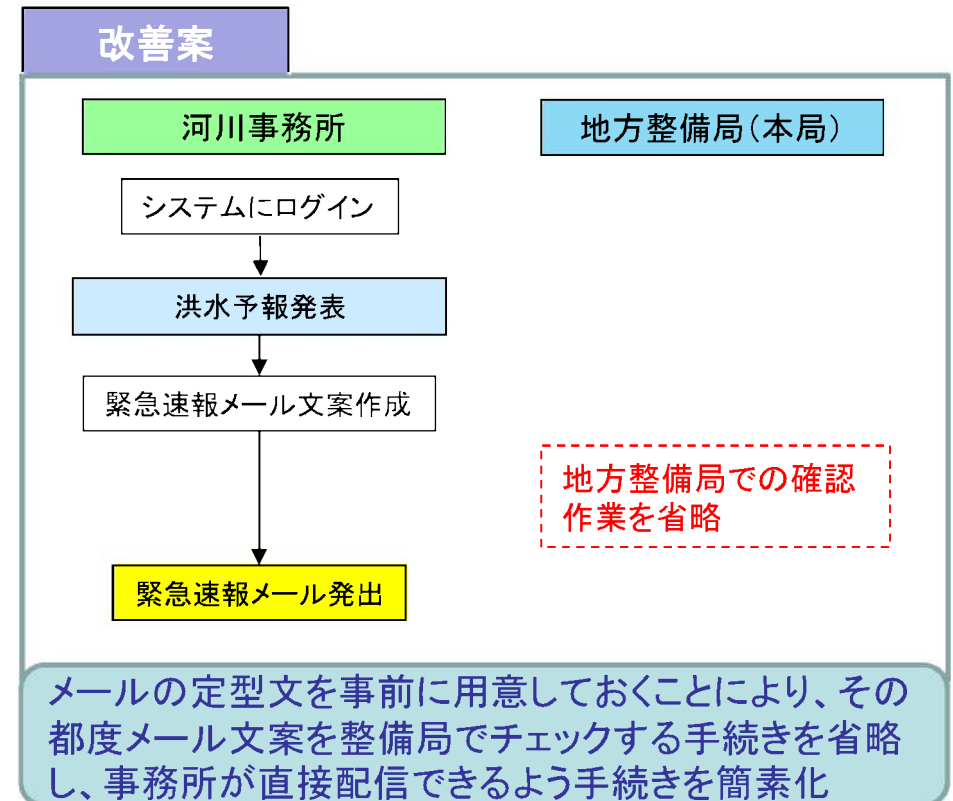 改善案
河川事務所
地方整備局(本局)
システムにログイン
洪水予報発表
緊急速報メール文案作成
地方整備局での確認
作業を省略
緊急速報メール発出
メールの定型文を事前に用意しておくことにより、その
都度メール文案を整備局でチェックする手続きを省略
し、事務所が直接配信できるよう手続きを簡素化